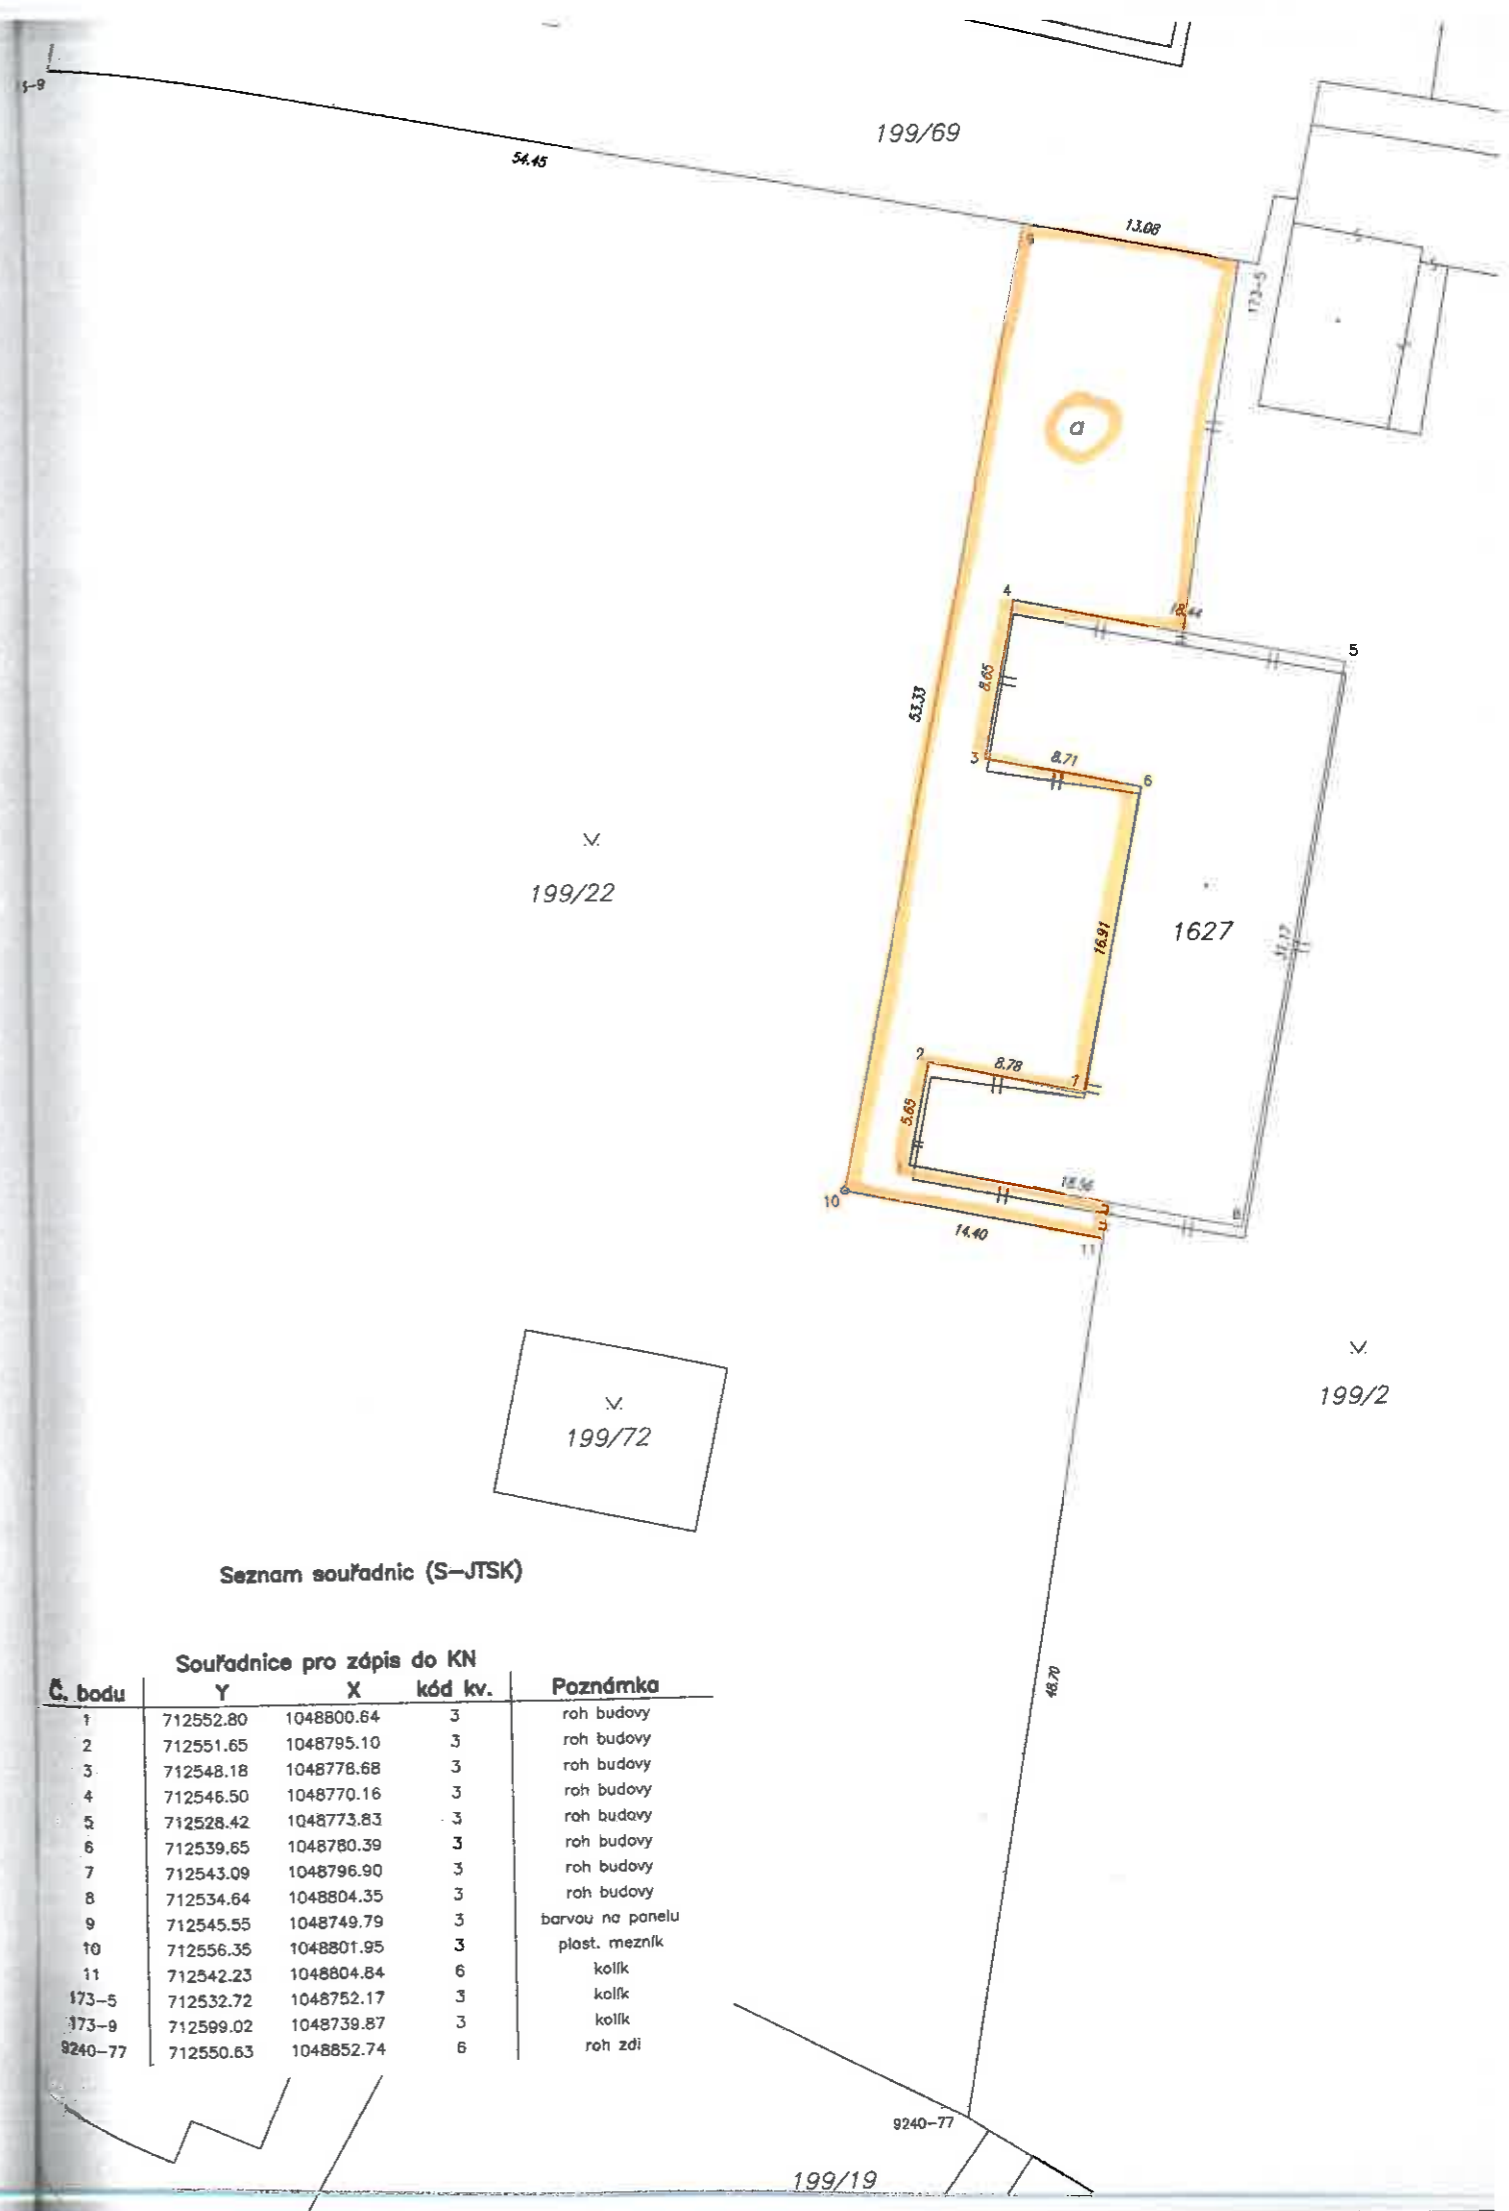 199/69
54.45
13.08
9
173-5
a
4
18.44
5
8.65
53.33
3
8.71
6
199/22
16.91
1627
31.17
2
8.78
7
5.65
18.56
10
8
14.40
11
199/2
199/72
Seznam souřadnic (S-JTSK)
Souřadnice pro zápis do KN
Č. bodu Y X kód kv. Poznámka
1 712552.80 1048800.64 3 roh budovy
2 712551.65 1048795.10 3 roh budovy
3 712548.18 1048778.68 3 roh budovy
4 712546.50 1048770.16 3 roh budovy
5 712528.42 1048773.83 3 roh budovy
6 712539.65 1048780.39 3 roh budovy
7 712543.09 1048796.90 3 roh budovy
8 712534.64 1048804.35 3 roh budovy
9 712545.55 1048749.79 3 barvou na panelu
10 712556.35 1048801.95 3 plast. mezník
11 712542.23 1048804.84 6 kolík
173-5 712532.72 1048752.17 3 kolík
173-9 712599.02 1048739.87 3 kolík
9240-77 712550.63 1048852.74 6 roh zdi
48.70
9240-77
199/19